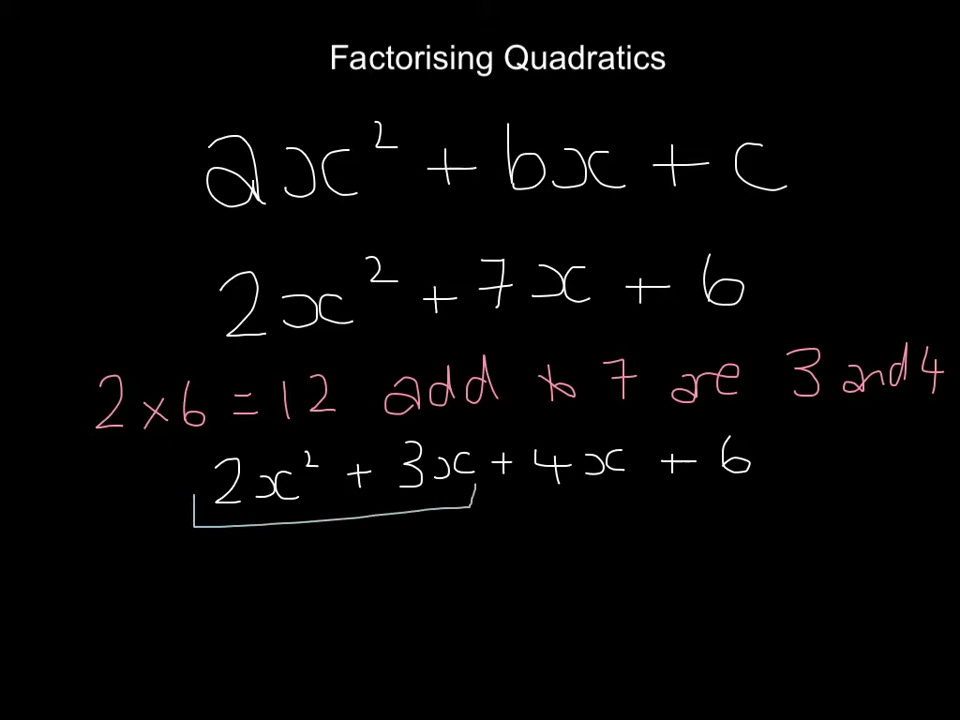 Factorising Quadratics
ax² + bx + c
2x² + 7x + 6
2×6 = 12 add to 7 are 3 and 4
2x² + 3x + 4x + 6